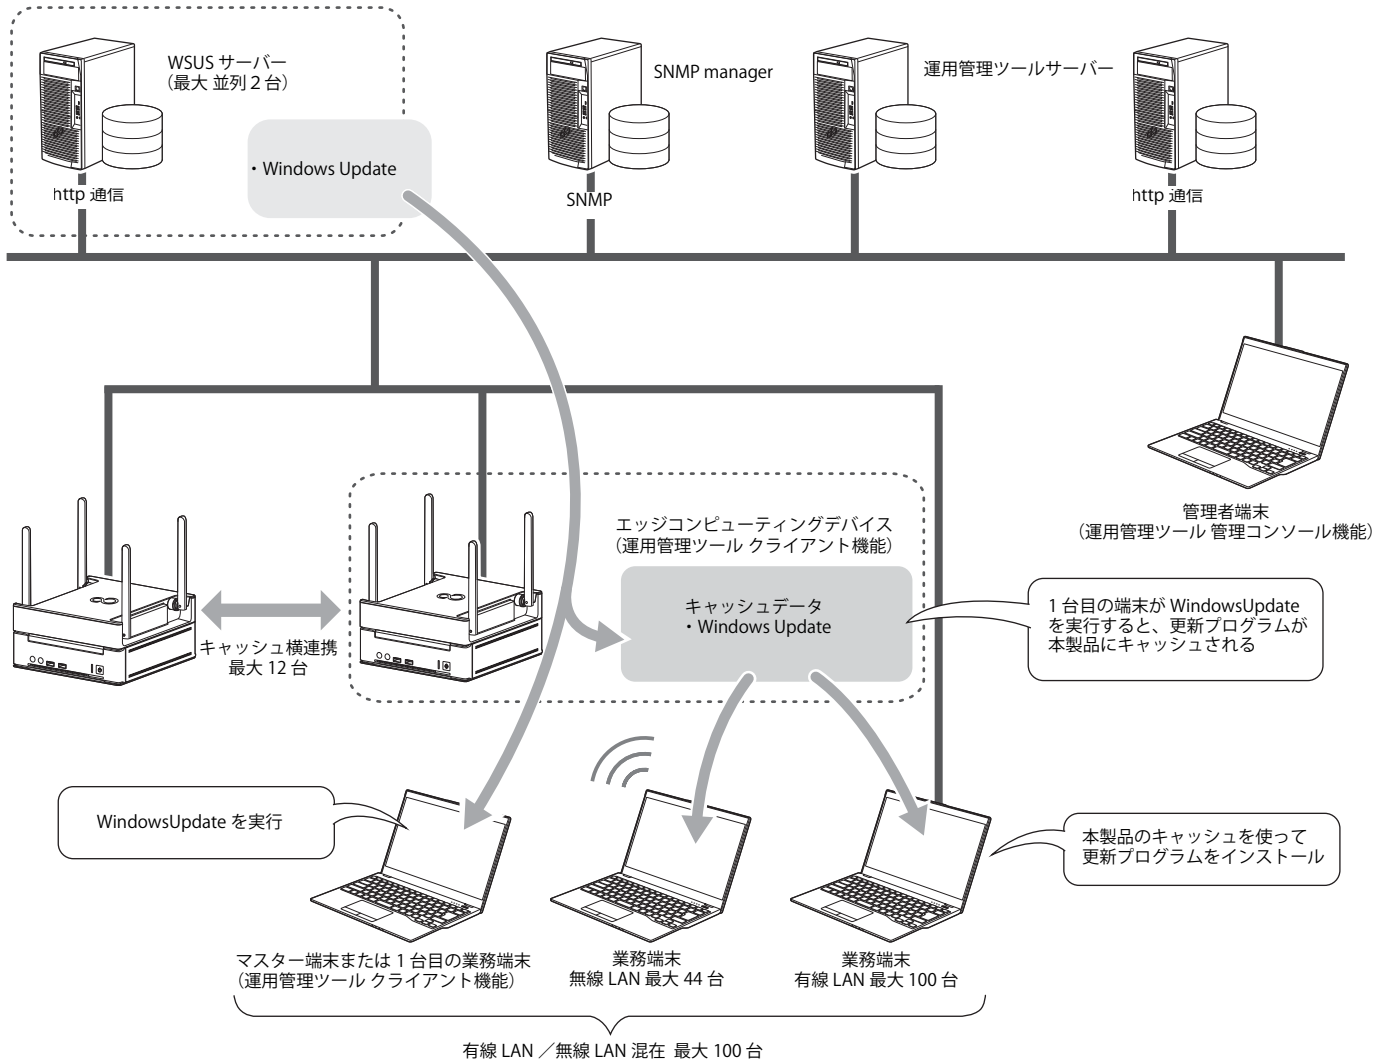 WSUS サーバー
(最大 並列 2 台)
SNMP manager
運用管理ツールサーバー
・Windows Update
http 通信
SNMP
http 通信
管理者端末
(運用管理ツール 管理コンソール機能)
エッジコンピューティングデバイス
(運用管理ツール クライアント機能)
キャッシュデータ
・Windows Update
1 台目の端末が WindowsUpdate
を実行すると、更新プログラムが
本製品にキャッシュされる
キャッシュ横連携
最大 12 台
WindowsUpdate を実行
本製品のキャッシュを使って
更新プログラムをインストール
マスター端末または 1 台目の業務端末
(運用管理ツール クライアント機能)
業務端末
無線 LAN 最大 44 台
業務端末
有線 LAN 最大 100 台
有線 LAN ／無線 LAN 混在 最大 100 台